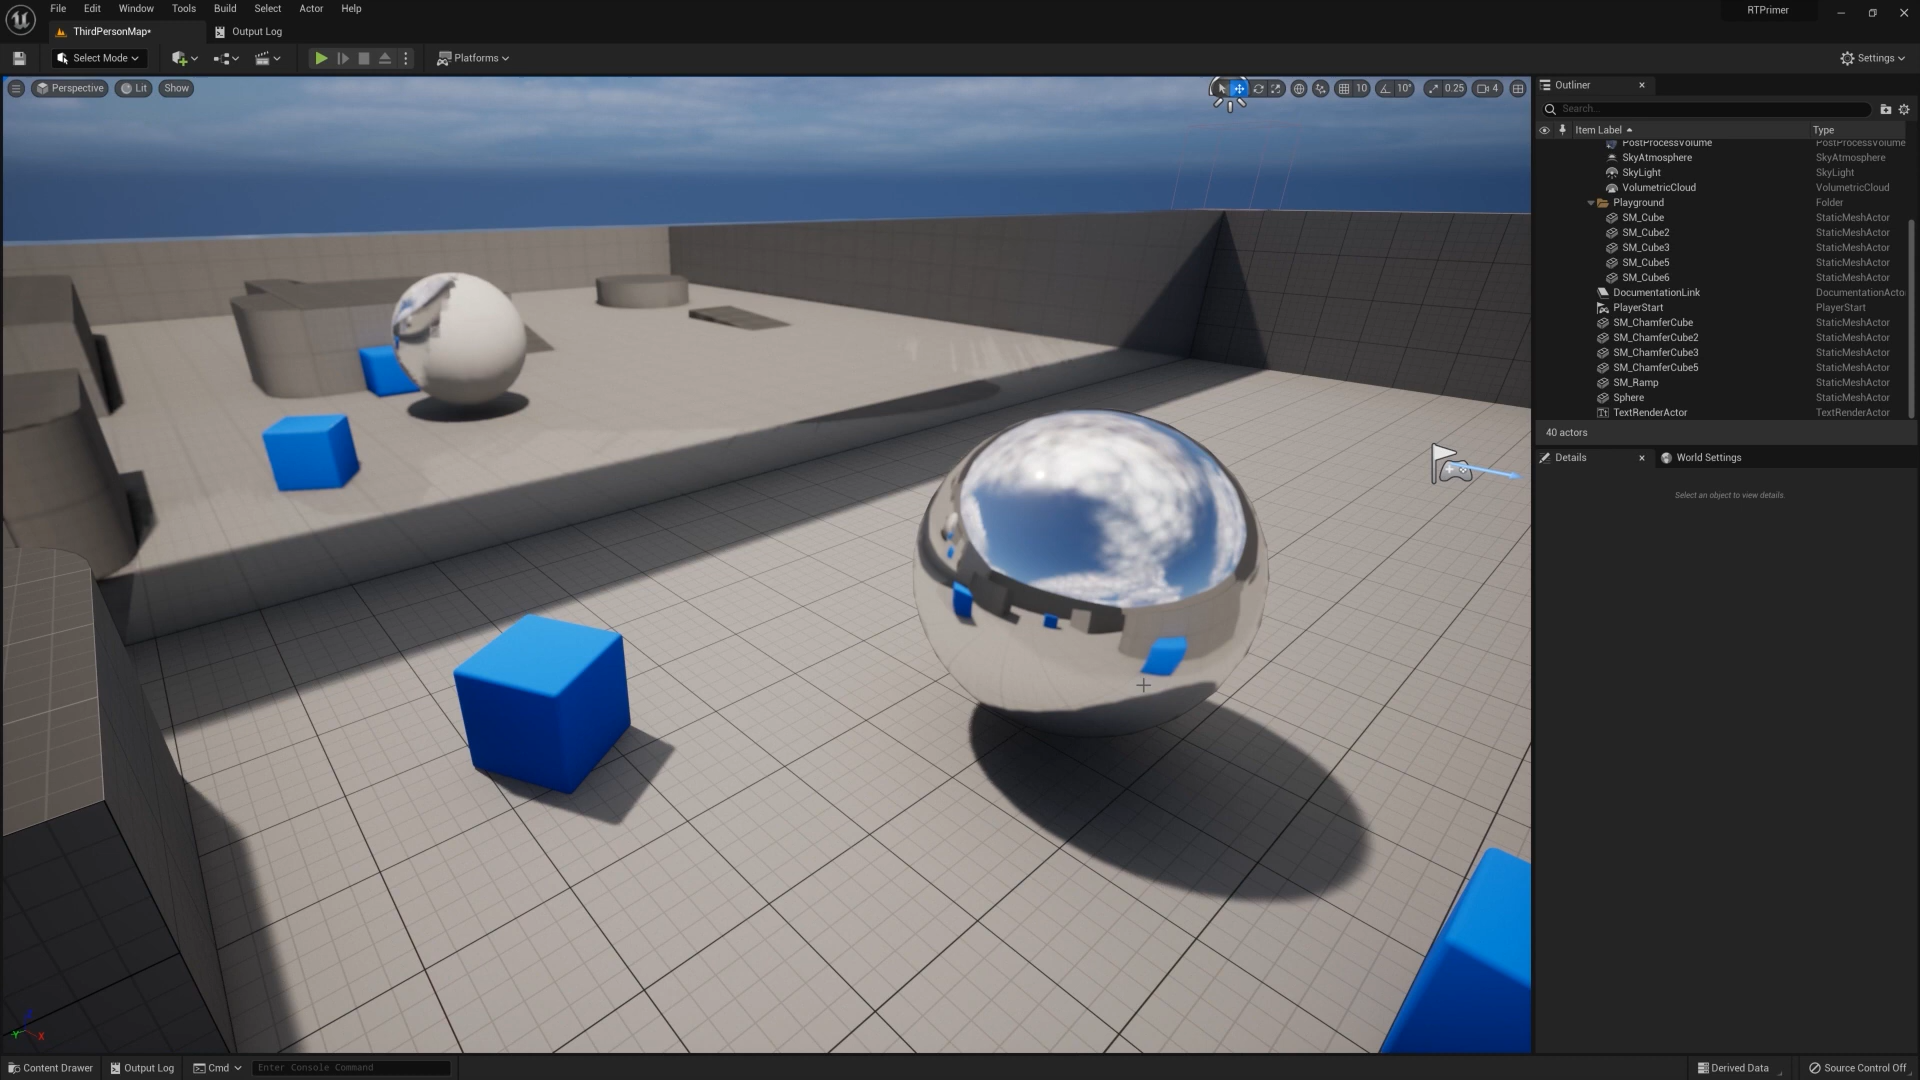 File Edit Window Tools Build Select Actor Help
RTPrimer
ThirdPersonMap*
Output Log
Select Mode
Platforms
Settings
Perspective
Lit
Show
10
10°
0.25
4
Outliner
Search...
Item Label
Type
PostProcessVolume PostProcessVolume
SkyAtmosphere SkyAtmosphere
SkyLight SkyLight
VolumetricCloud VolumetricCloud
Playground Folder
SM_Cube StaticMeshActor
SM_Cube2 StaticMeshActor
SM_Cube3 StaticMeshActor
SM_Cube5 StaticMeshActor
SM_Cube6 StaticMeshActor
DocumentationLink DocumentationActo
PlayerStart PlayerStart
SM_ChamferCube StaticMeshActor
SM_ChamferCube2 StaticMeshActor
SM_ChamferCube3 StaticMeshActor
SM_ChamferCube5 StaticMeshActor
SM_Ramp StaticMeshActor
Sphere StaticMeshActor
TextRenderActor TextRenderActor
40 actors
Details
World Settings
Select an object to view details.
Z
Y
X
Content Drawer
Output Log
Cmd
Enter Console Command
Derived Data
Source Control Off